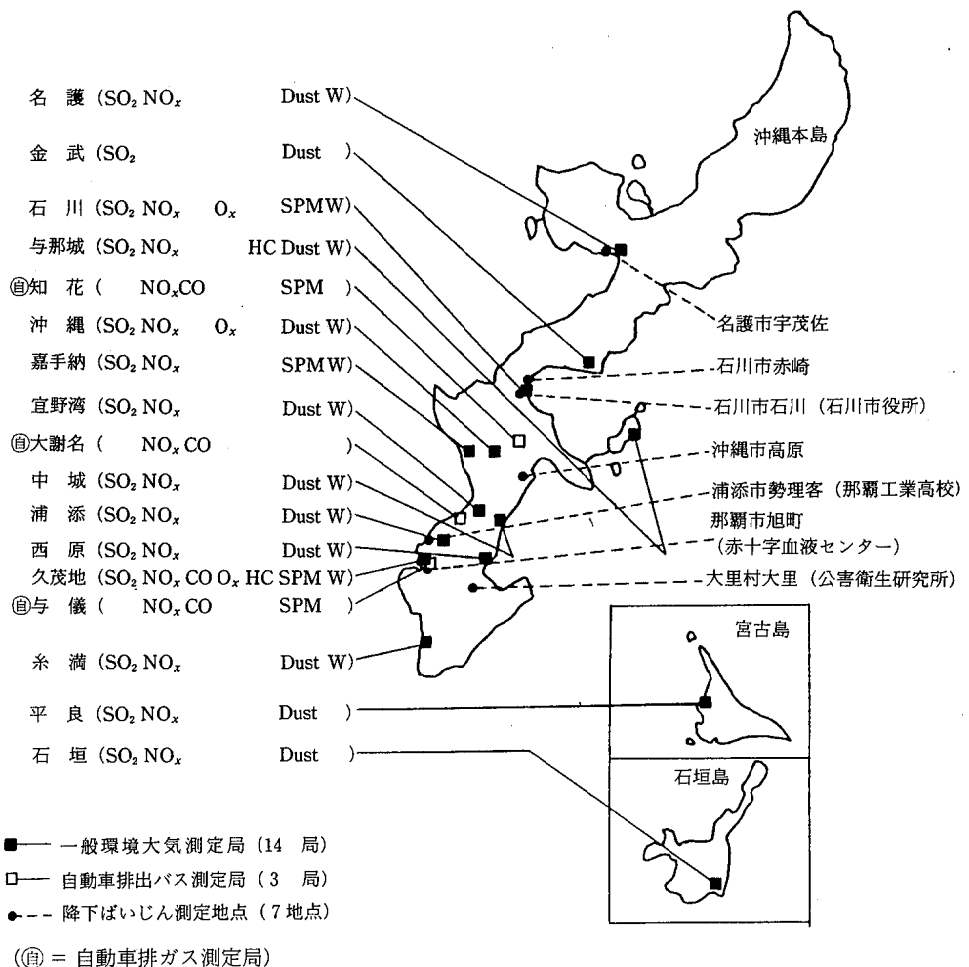 名 護 (SO₂ NOₓ Dust W)
金 武 (SO₂ Dust )
石 川 (SO₂ NOₓ Oₓ SPM W)
与那城 (SO₂ NOₓ HC Dust W)
㊀知 花 ( NOₓ CO SPM )
沖 縄 (SO₂ NOₓ Oₓ Dust W)
嘉手納 (SO₂ NOₓ SPM W)
宜野湾 (SO₂ NOₓ Dust W)
自大謝名 ( NOₓ CO )
中 城 (SO₂ NOₓ Dust W)
浦 添 (SO₂ NOₓ Dust W)
西 原 (SO₂ NOₓ Dust W)
久茂地 (SO₂ NOₓ CO Oₓ HC SPM W)
自与 儀 ( NOₓ CO SPM )
糸 満 (SO₂ NOₓ Dust W)
平 良 (SO₂ NOₓ Dust )
石 垣 (SO₂ NOₓ Dust )
沖縄本島
名護市宇茂佐
石川市赤崎
石川市石川 (石川市役所)
沖縄市高原
浦添市勢理客 (那覇工業高校)
那覇市旭町
(赤十字血液センター)
大里村大里 (公害衛生研究所)
宮古島
石垣島
■― 一般環境大気測定局 (14 局)
□― 自動車排出バス測定局 (3 局)
●--- 降下ばいじん測定地点 (7地点)
(自 = 自動車排ガス測定局)